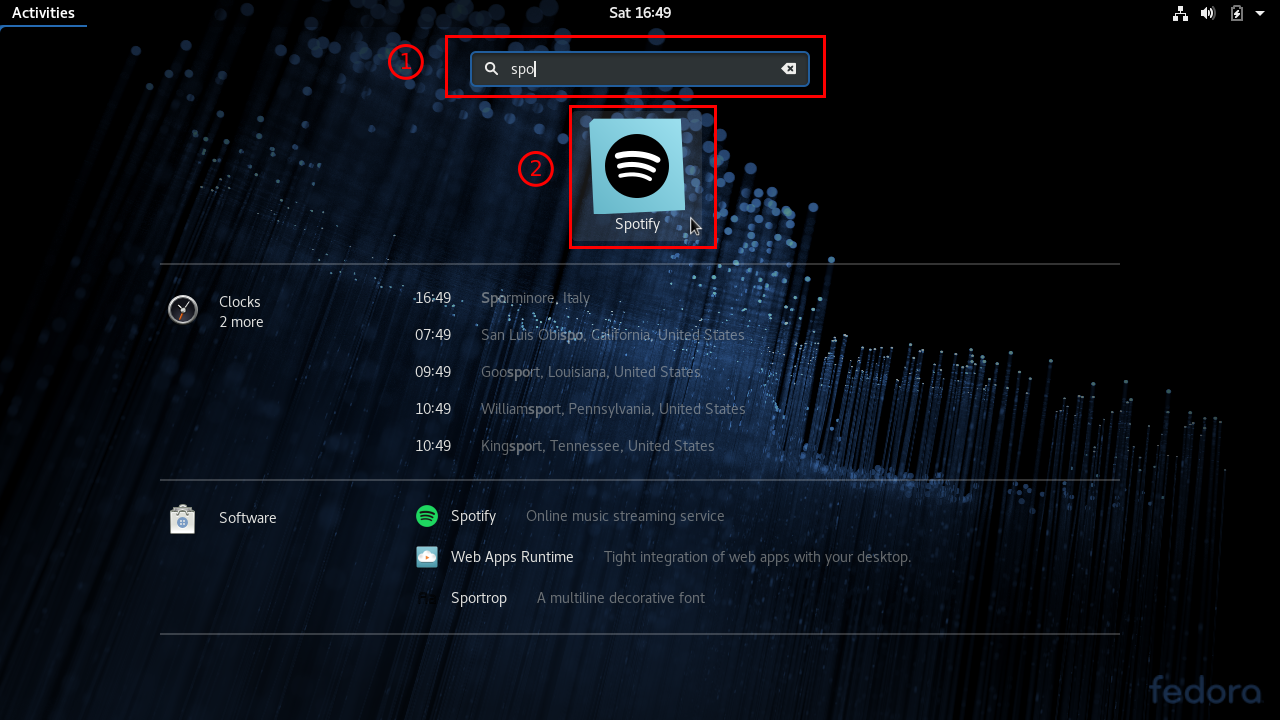 Activities
Sat 16:49
1
spo
2
Spotify
Clocks
2 more
16:49 Sporminore, Italy
07:49 San Luis Obispo, California, United States
09:49 Goosport, Louisiana, United States
10:49 Williamsport, Pennsylvania, United States
10:49 Kingsport, Tennessee, United States
Software
Spotify Online music streaming service
Web Apps Runtime Tight integration of web apps with your desktop.
Sportrop A multiline decorative font
fedora